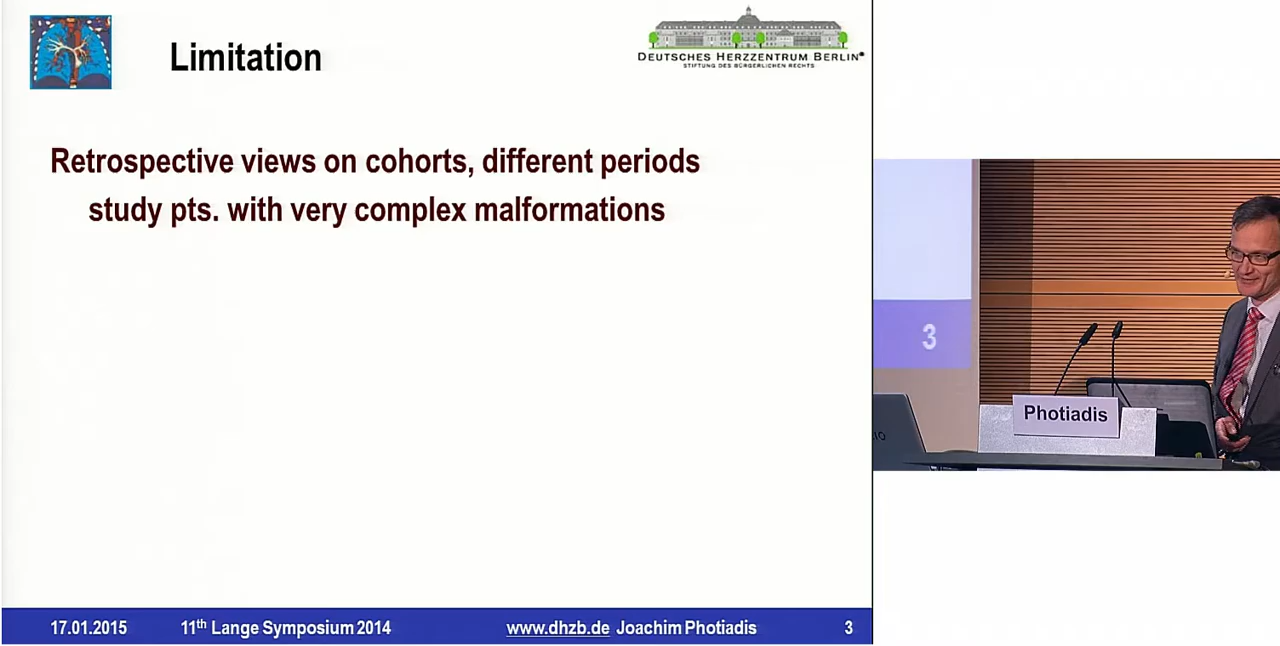 Limitation
DEUTSCHES HERZZENTRUM BERLIN®
STIFTUNG DES BÜRGERLICHEN RECHTS
Retrospective views on cohorts, different periods
study pts. with very complex malformations
3
Photiadis
17.01.2015 11th Lange Symposium 2014 www.dhzb.de Joachim Photiadis 3